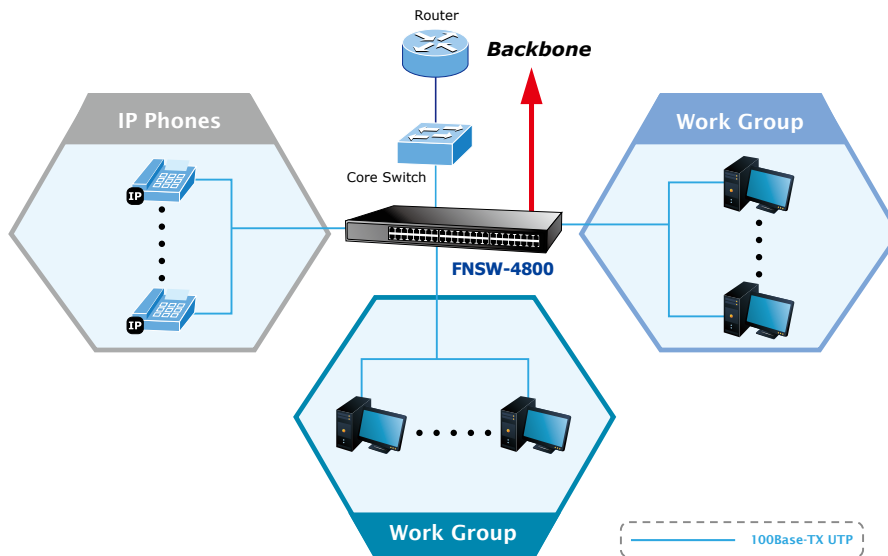 Router
Backbone
IP Phones
Work Group
Core Switch
IP
FNSW-4800
IP
Work Group
100Base-TX UTP